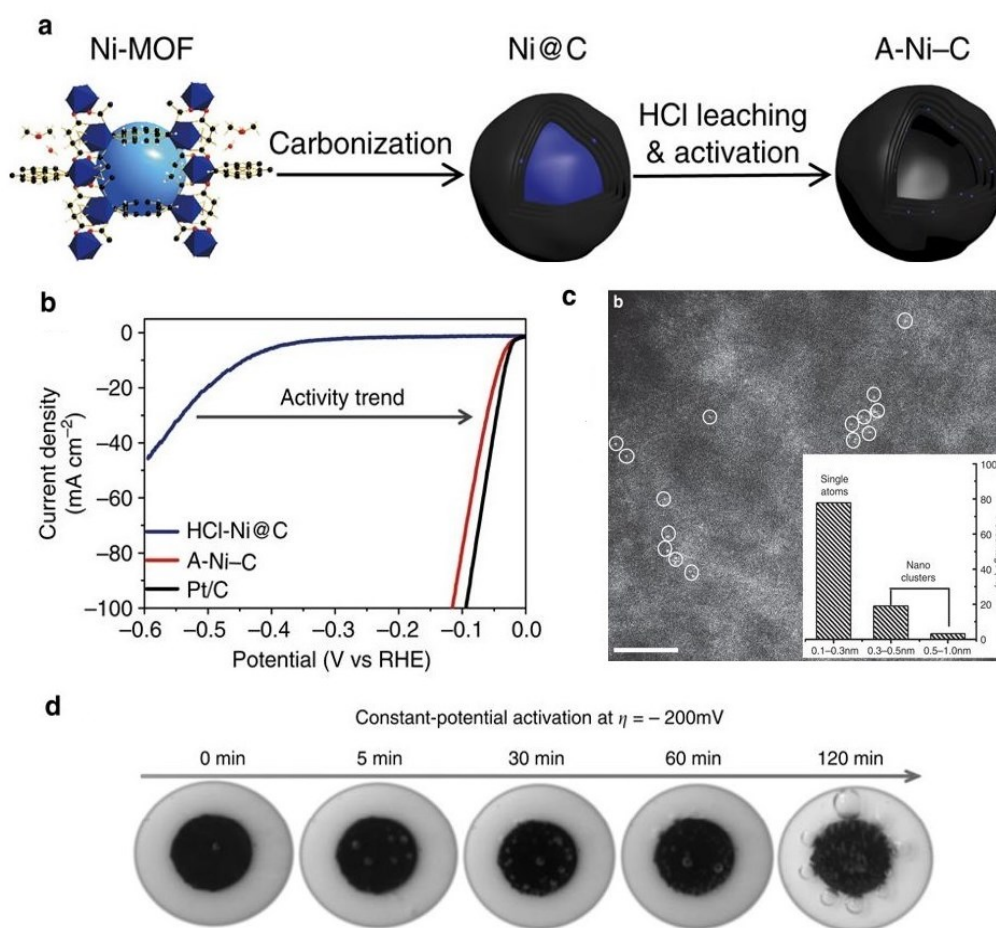 a
Ni-MOF
Ni@C
A-Ni–C
Carbonization
HCl leaching
& activation
b
0
−20
−40
−60
−80
−100
Current density
(mA cm⁻²)
Activity trend
HCl-Ni@C
A-Ni–C
Pt/C
−0.6
−0.5
−0.4
−0.3
−0.2
−0.1
0.0
Potential (V vs RHE)
c
b
Single
atoms
Nano
clusters
100
80
60
40
20
0
0.1–0.3nm
0.3–0.5nm
0.5–1.0nm
d
Constant-potential activation at η = − 200mV
0 min
5 min
30 min
60 min
120 min